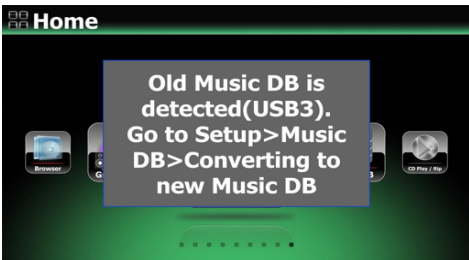 Home
Old Music DB is
detected(USB3).
Go to Setup>Music
DB>Converting to
new Music DB
Browser
CD Play / Rip